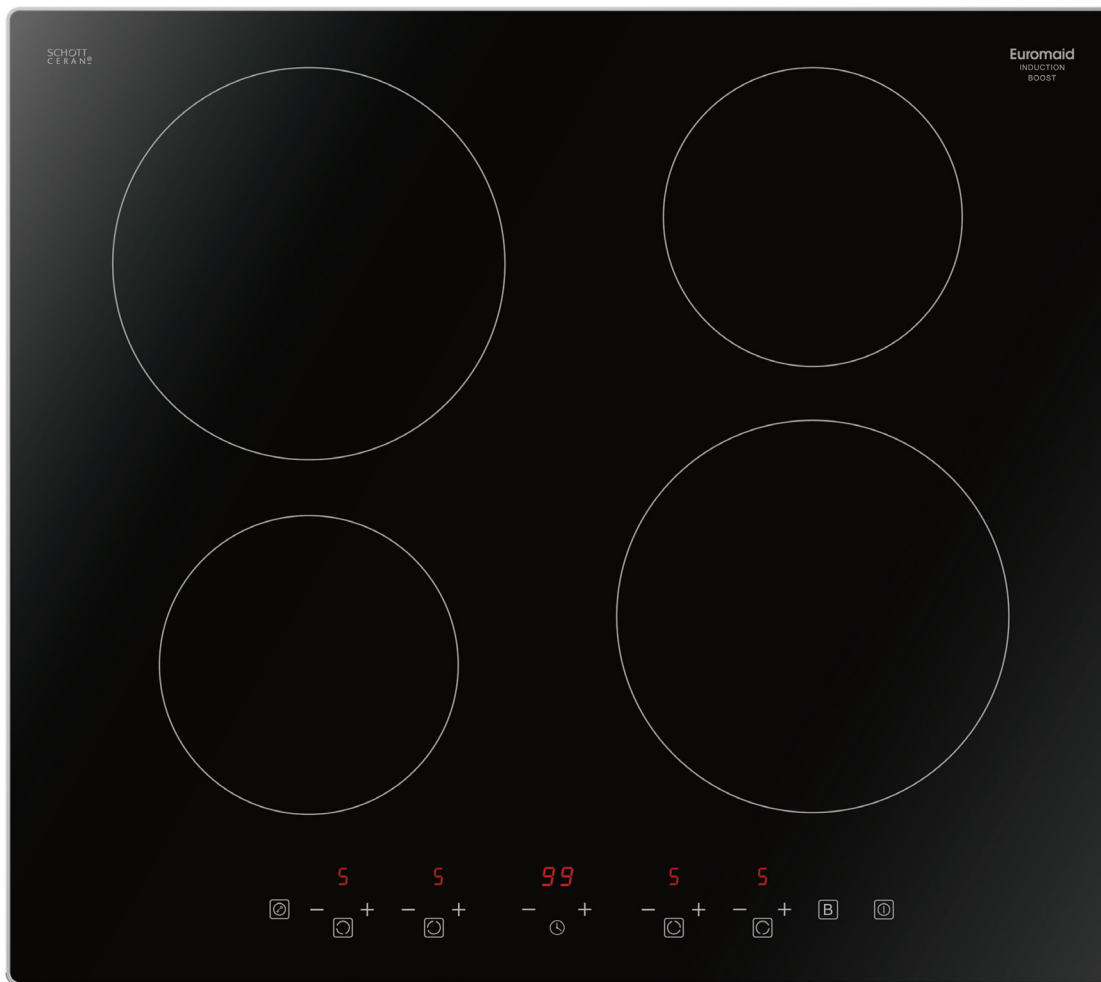 SCHOTT
CERAN®
Euromaid
INDUCTION
BOOST
5 5 99 5 5
− + − + − + − + − + B